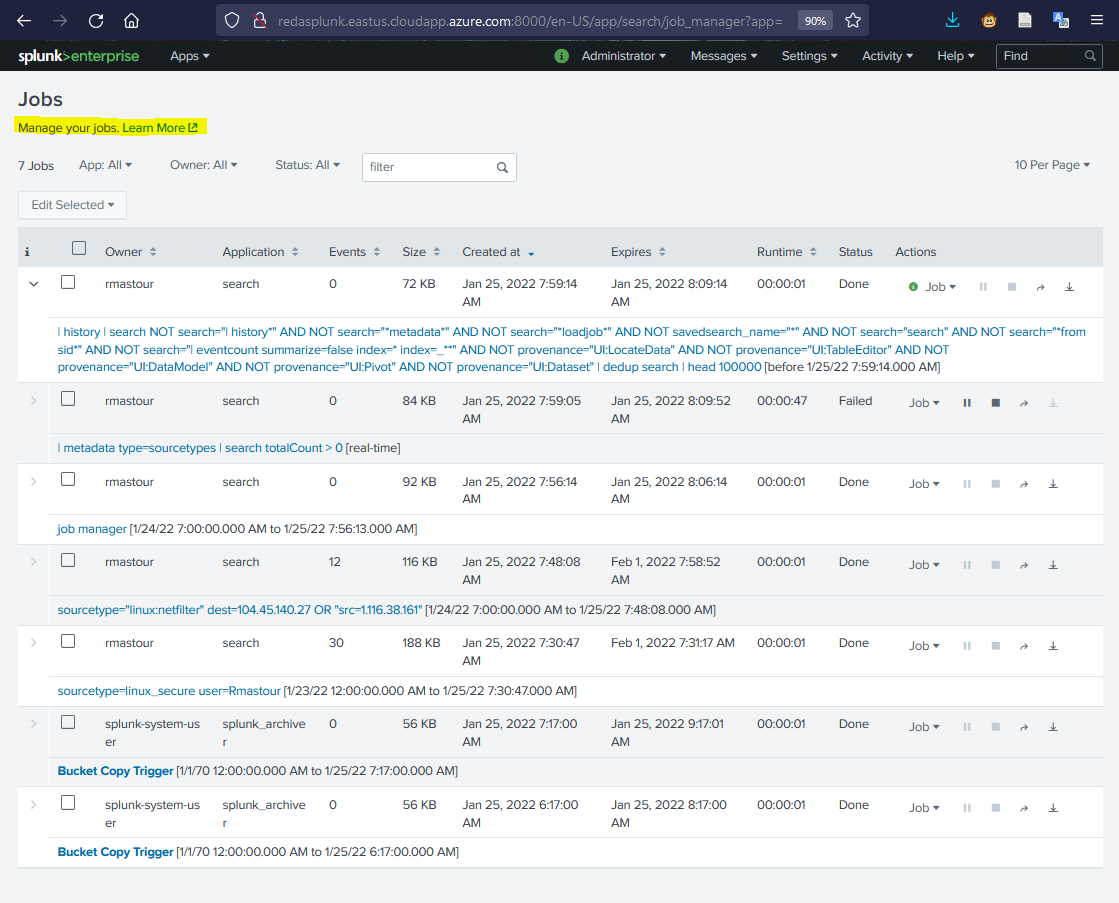 redasplunk.eastus.cloudapp.azure.com:8000/en-US/app/search/job_manager?app= 90%
splunk>enterprise Apps Administrator Messages Settings Activity Help Find
Jobs
Manage your jobs. Learn More
7 Jobs App: All Owner: All Status: All filter 10 Per Page
Edit Selected
i Owner Application Events Size Created at Expires Runtime Status Actions
rmastour search 0 72 KB Jan 25, 2022 7:59:14 Jan 25, 2022 8:09:14 00:00:01 Done Job
AM AM
| history | search NOT search="| history*" AND NOT search="*metadata*" AND NOT search="*loadjob*" AND NOT savedsearch_name="*" AND NOT search="search" AND NOT search="*from
sid*" AND NOT search="| eventcount summarize=false index=* index=_**" AND NOT provenance="UI:LocateData" AND NOT provenance="UI:TableEditor" AND NOT
provenance="UI:DataModel" AND NOT provenance="UI:Pivot" AND NOT provenance="UI:Dataset" | dedup search | head 100000 [before 1/25/22 7:59:14.000 AM]
rmastour search 0 84 KB Jan 25, 2022 7:59:05 Jan 25, 2022 8:09:52 00:00:47 Failed Job
AM AM
| metadata type=sourcetypes | search totalCount > 0 [real-time]
rmastour search 0 92 KB Jan 25, 2022 7:56:14 Jan 25, 2022 8:06:14 00:00:01 Done Job
AM AM
job manager [1/24/22 7:00:00.000 AM to 1/25/22 7:56:13.000 AM]
rmastour search 12 116 KB Jan 25, 2022 7:48:08 Feb 1, 2022 7:58:52 00:00:01 Done Job
AM AM
sourcetype="linux:netfilter" dest=104.45.140.27 OR "src=1.116.38.161" [1/24/22 7:00:00.000 AM to 1/25/22 7:48:08.000 AM]
rmastour search 30 188 KB Jan 25, 2022 7:30:47 Feb 1, 2022 7:31:17 AM 00:00:01 Done Job
AM
sourcetype=linux_secure user=Rmastour [1/23/22 12:00:00.000 AM to 1/25/22 7:30:47.000 AM]
splunk-system-us splunk_archive 0 56 KB Jan 25, 2022 7:17:00 Jan 25, 2022 9:17:01 00:00:01 Done Job
er r AM AM
Bucket Copy Trigger [1/1/70 12:00:00.000 AM to 1/25/22 7:17:00.000 AM]
splunk-system-us splunk_archive 0 56 KB Jan 25, 2022 6:17:00 Jan 25, 2022 8:17:00 00:00:01 Done Job
er r AM AM
Bucket Copy Trigger [1/1/70 12:00:00.000 AM to 1/25/22 6:17:00.000 AM]